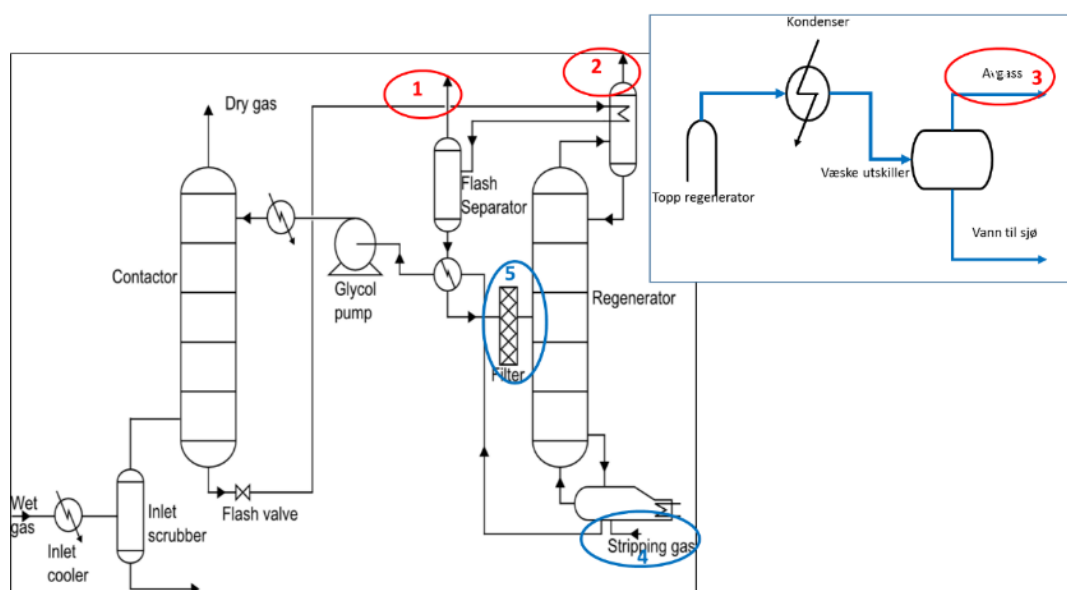 1
2
Dry gas
Contactor
Glycol
pump
Flash
Separator
5
Filter
Regenerator
Wet
gas
Inlet
cooler
Inlet
scrubber
Flash valve
Stripping gas
4
Kondenser
Avgass
3
Topp regenerator
Væske utskiller
Vann til sjø